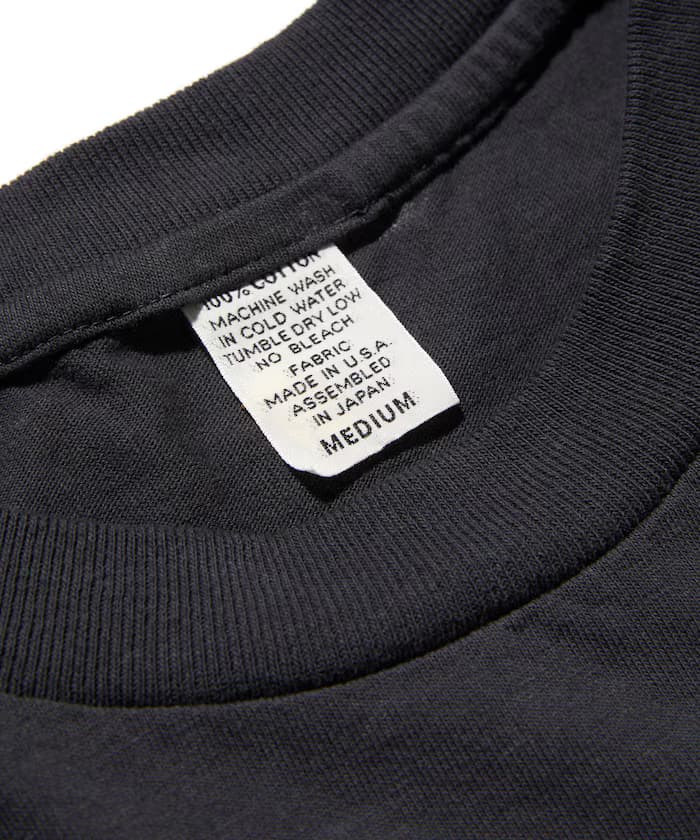 100% COTTON
MACHINE WASH
IN COLD WATER
TUMBLE DRY LOW
NO BLEACH
FABRIC
MADE IN U.S.A.
ASSEMBLED
IN JAPAN
MEDIUM